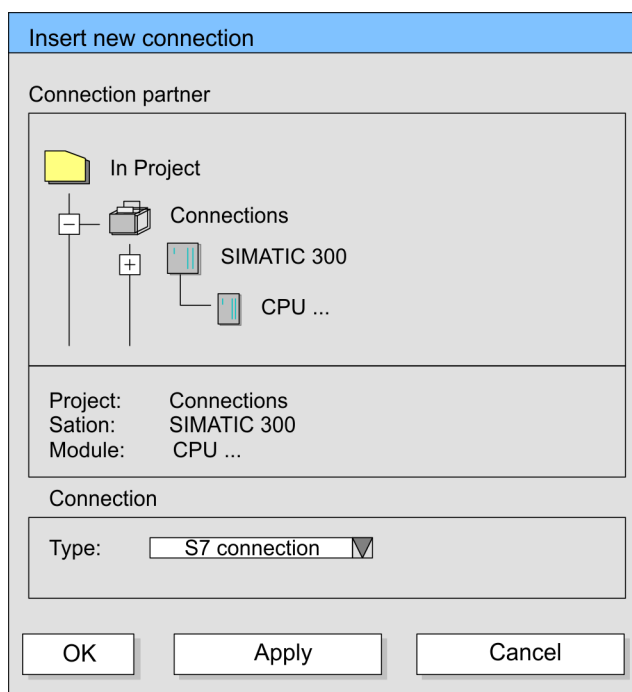 Insert new connection
Connection partner
In Project
Connections
SIMATIC 300
CPU ...
Project: Connections
Sation: SIMATIC 300
Module: CPU ...
Connection
Type: S7 connection
OK Apply Cancel